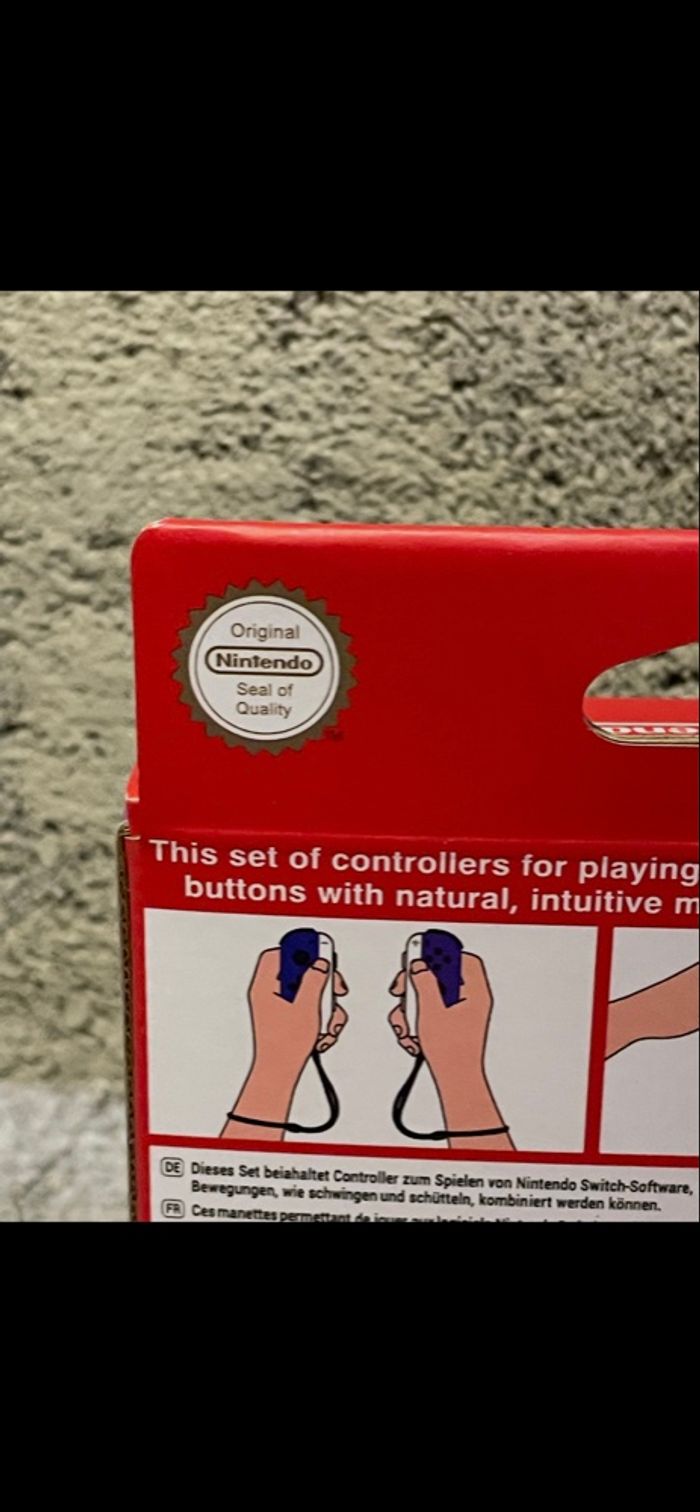 Original
Nintendo
Seal of
Quality
TM
This set of controllers for playing
buttons with natural, intuitive m
DE Dieses Set beiahaltet Controller zum Spielen von Nintendo Switch-Software,
Bewegungen, wie schwingen und schütteln, kombiniert werden können.
FR Ces manettes permettant de jouer